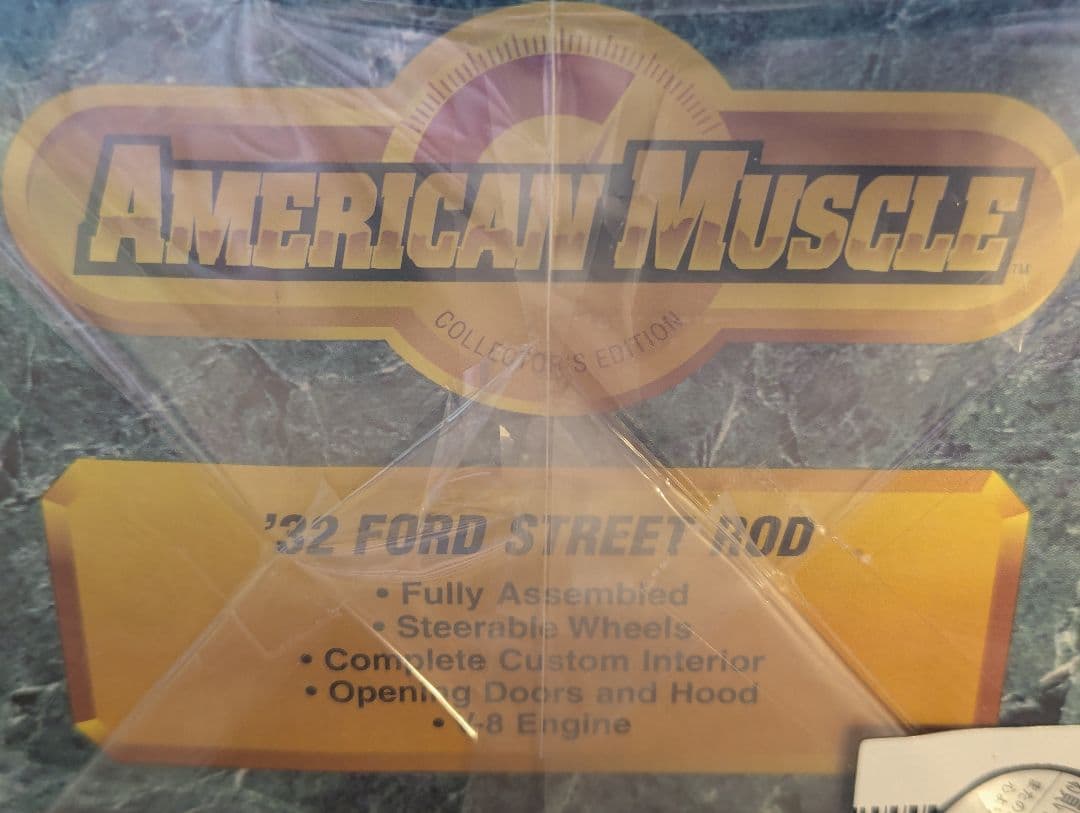 AMERICAN MUSCLE
TM
COLLECTOR'S EDITION
'32 FORD STREET ROD
• Fully Assembled
• Steerable Wheels
• Complete Custom Interior
• Opening Doors and Hood
• V-8 Engine